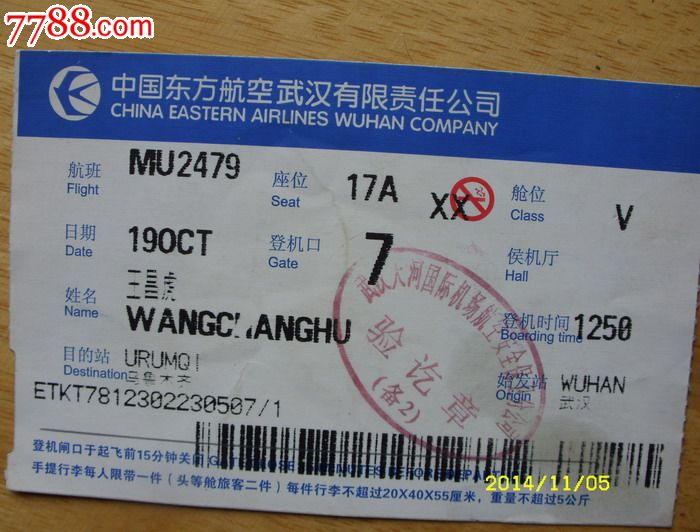 7788.com
中国东方航空武汉有限责任公司
CHINA EASTERN AIRLINES WUHAN COMPANY
航班 MU2479 座位 17A XX 舱位 V
Flight Seat Class
日期 19OCT 登机口 7 侯机厅
Date Gate Hall
姓名 王昌虎 登机时间 1250
Name WANGCHANGHU Boarding time
目的站 URUMQI 始发站 WUHAN
Destination 乌鲁木齐 Origin 武汉
ETKT7812302230507/1
验讫章
(备2)
登机闸口于起飞前15分钟关闭
手提行李每人限带一件（头等舱旅客二件）每件行李不超过20X40X55厘米，重量不超过5公斤
2014/11/05